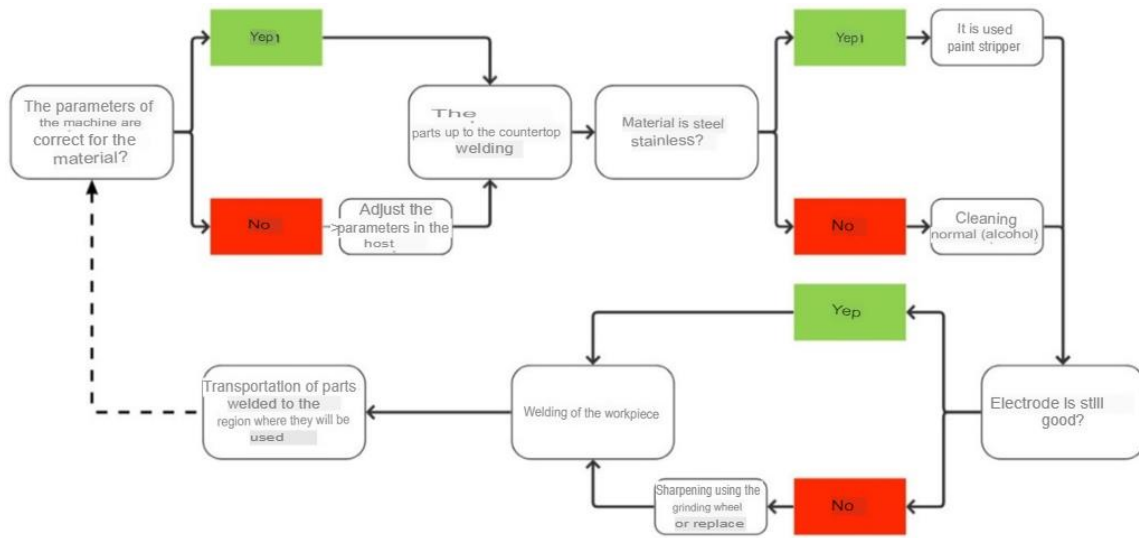 Yep1
The parameters of
the machine are
correct for the
material?
No
Adjust the
>parameters in the
host
The
parts up to the countertop
welding
Material is steel
stainless?
Yep1
It is used
paint stripper
No
Cleaning
normal (alcohol)
Electrode is still
good?
Yep
No
Sharpening using the
grinding wheel
or replace
Welding of the workpiece
Transportation of parts
welded to the
region where they will be
used